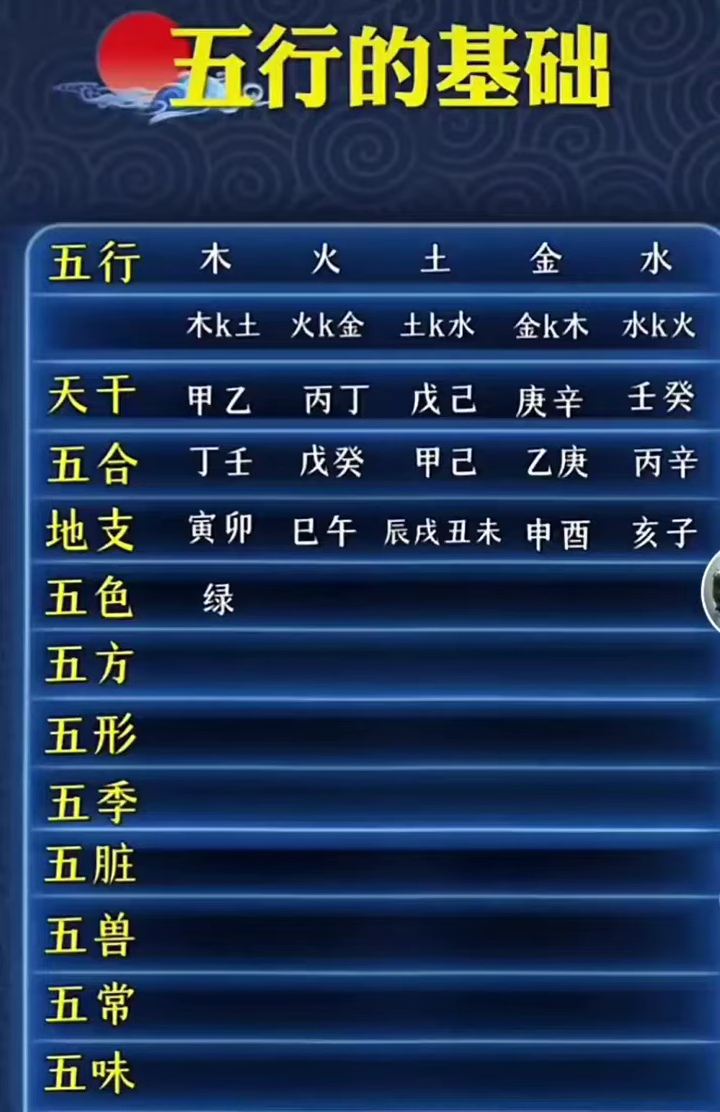 五行的基础
五行 木 火 土 金 水
木k土 火k金 土k水 金k木 水k火
天干 甲乙 丙丁 戊己 庚辛 壬癸
五合 丁壬 戊癸 甲己 乙庚 丙辛
地支 寅卯 巳午 辰戌丑未 申酉 亥子
五色 绿
五方
五形
五季
五脏
五兽
五常
五味